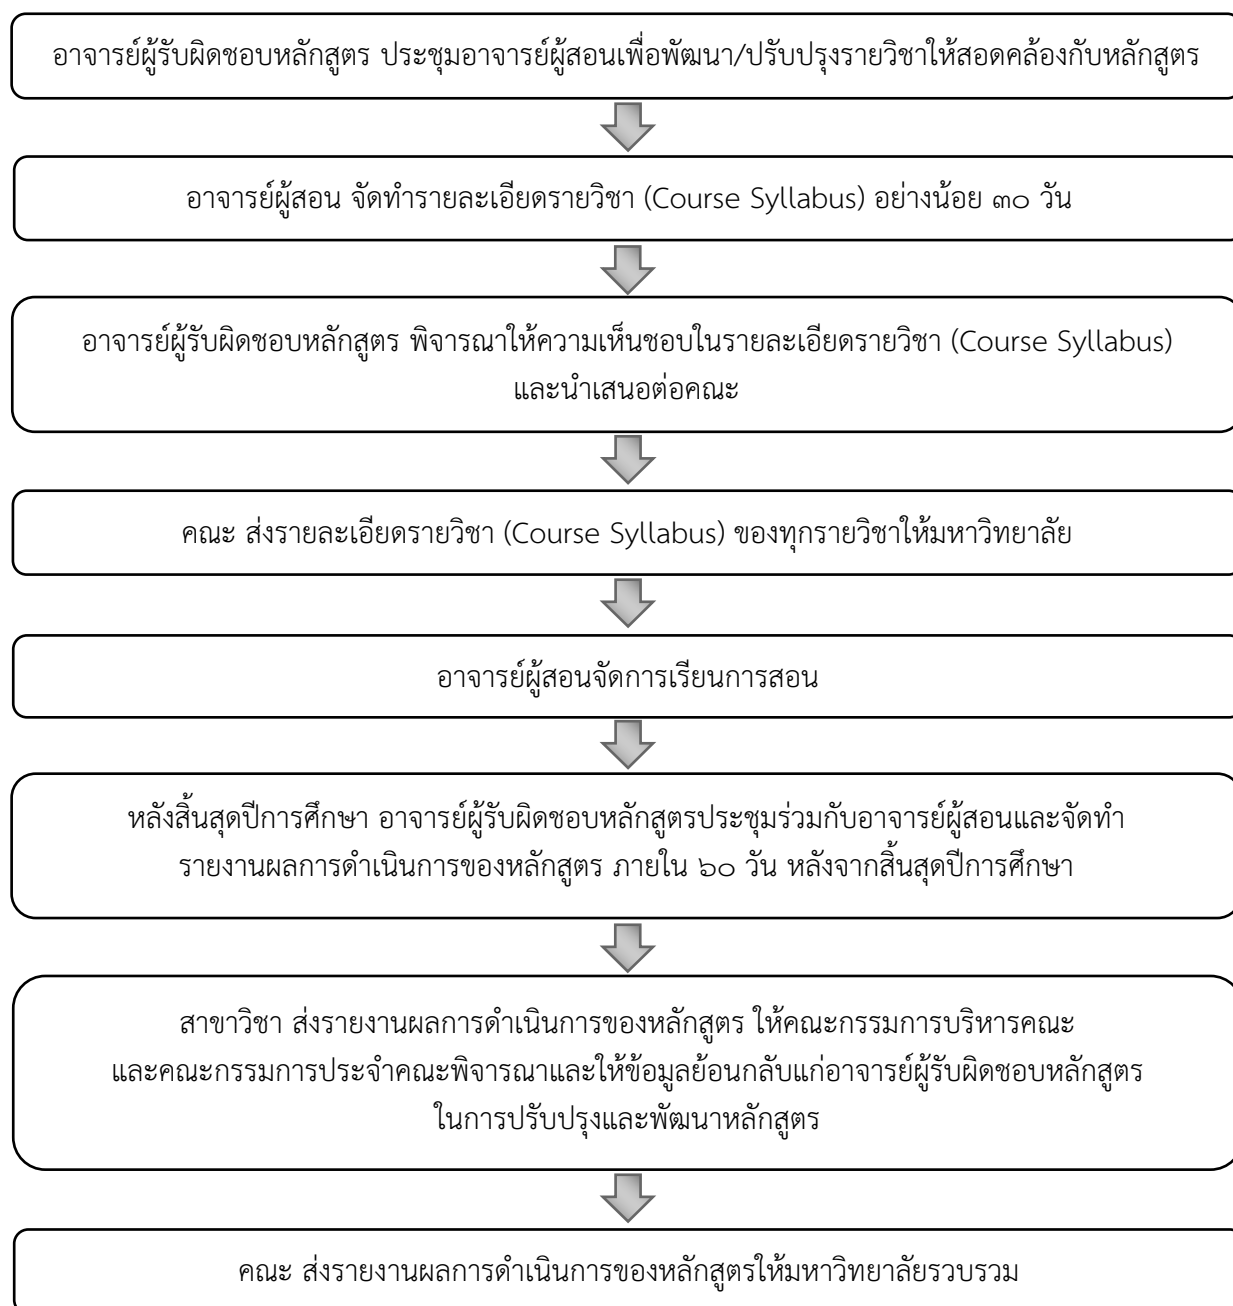 อาจารย์ผู้รับผิดชอบหลักสูตร ประชุมอาจารย์ผู้สอนเพื่อพัฒนา/ปรับปรุงรายวิชาให้สอดคล้องกับหลักสูตร
อาจารย์ผู้สอน จัดทำรายละเอียดรายวิชา (Course Syllabus) อย่างน้อย ๓๐ วัน
อาจารย์ผู้รับผิดชอบหลักสูตร พิจารณาให้ความเห็นชอบในรายละเอียดรายวิชา (Course Syllabus)
และนำเสนอต่อคณะ
คณะ ส่งรายละเอียดรายวิชา (Course Syllabus) ของทุกรายวิชาให้มหาวิทยาลัย
อาจารย์ผู้สอนจัดการเรียนการสอน
หลังสิ้นสุดปีการศึกษา อาจารย์ผู้รับผิดชอบหลักสูตรประชุมร่วมกับอาจารย์ผู้สอนและจัดทำ
รายงานผลการดำเนินการของหลักสูตร ภายใน ๖๐ วัน หลังจากสิ้นสุดปีการศึกษา
สาขาวิชา ส่งรายงานผลการดำเนินการของหลักสูตร ให้คณะกรรมการบริหารคณะ
และคณะกรรมการประจำคณะพิจารณาและให้ข้อมูลย้อนกลับแก่อาจารย์ผู้รับผิดชอบหลักสูตร
ในการปรับปรุงและพัฒนาหลักสูตร
คณะ ส่งรายงานผลการดำเนินการของหลักสูตรให้มหาวิทยาลัยรวบรวม